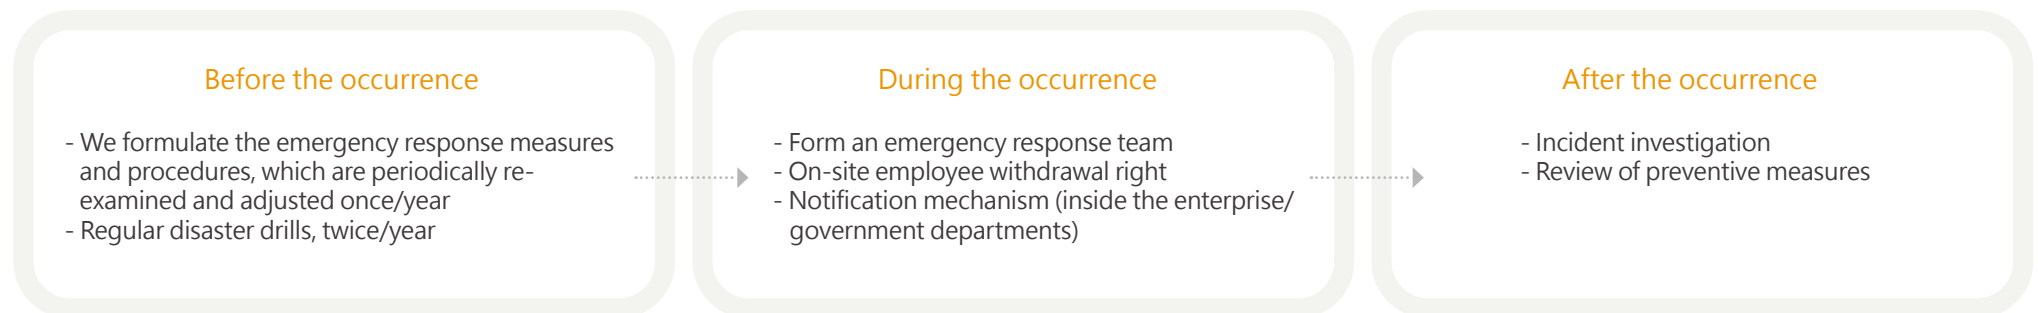 Before the occurrence
- We formulate the emergency response measures
and procedures, which are periodically re-
examined and adjusted once/year
- Regular disaster drills, twice/year
During the occurrence
- Form an emergency response team
- On-site employee withdrawal right
- Notification mechanism (inside the enterprise/
government departments)
After the occurrence
- Incident investigation
- Review of preventive measures